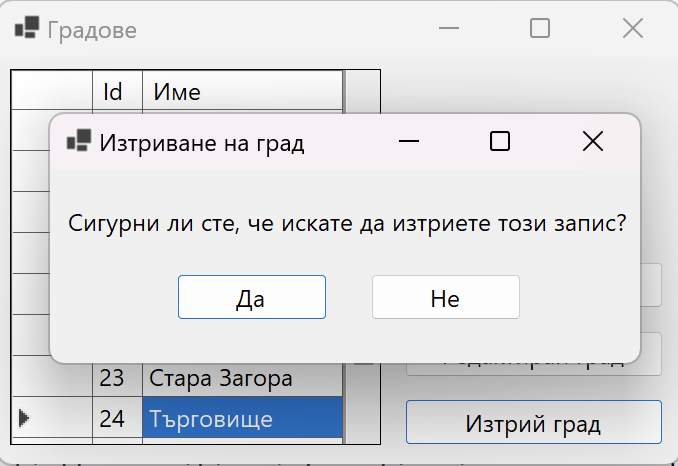 Градове
Id Име
Изтриване на град
Сигурни ли сте, че искате да изтриете този запис?
Да Не
23 Стара Загора
24 Търговище
Изтрий град